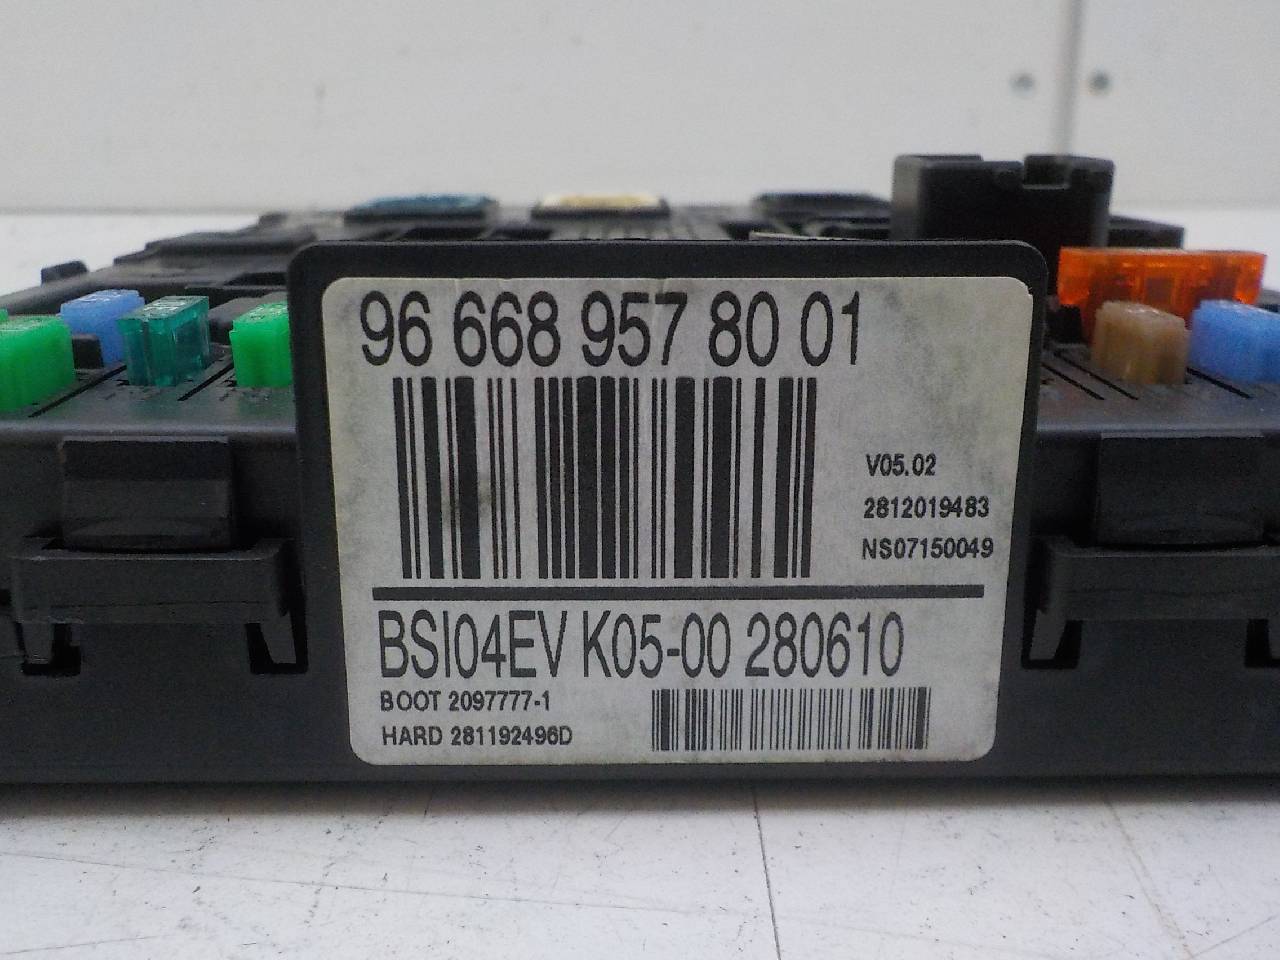 96 668 957 80 01
V05.02
2812019483
NS07150049
BSI04EV K05-00 280610
BOOT 2097777-1
HARD 281192496D